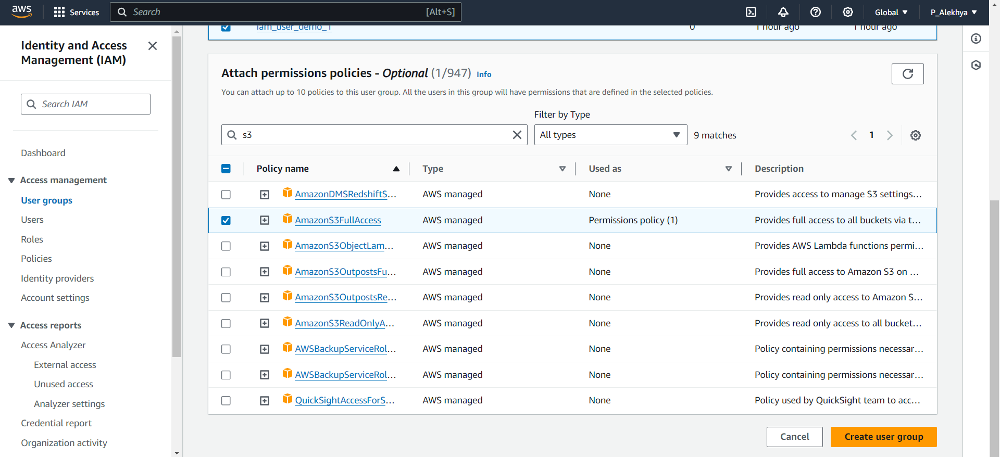 aws
Services
Search
[Alt+S]
Global
P_Alekhya
Identity and Access
Management (IAM)
Search IAM
Dashboard
Access management
User groups
Users
Roles
Policies
Identity providers
Account settings
Access reports
Access Analyzer
External access
Unused access
Analyzer settings
Credential report
Organization activity
iam_user_demo_1 0 1 hour ago 1 hour ago
Attach permissions policies - Optional (1/947) Info
You can attach up to 10 policies to this user group. All the users in this group will have permissions that are defined in the selected policies.
Filter by Type
s3 All types 9 matches 1
Policy name Type Used as Description
AmazonDMSRedshiftS... AWS managed None Provides access to manage S3 settings...
AmazonS3FullAccess AWS managed Permissions policy (1) Provides full access to all buckets via t...
AmazonS3ObjectLam... AWS managed None Provides AWS Lambda functions permi...
AmazonS3OutpostsFu... AWS managed None Provides full access to Amazon S3 on ...
AmazonS3OutpostsRe... AWS managed None Provides read only access to Amazon S...
AmazonS3ReadOnlyA... AWS managed None Provides read only access to all bucket...
AWSBackupServiceRol... AWS managed None Policy containing permissions necessar...
AWSBackupServiceRol... AWS managed None Policy containing permissions necessar...
QuickSightAccessForS... AWS managed None Policy used by QuickSight team to acc...
Cancel
Create user group